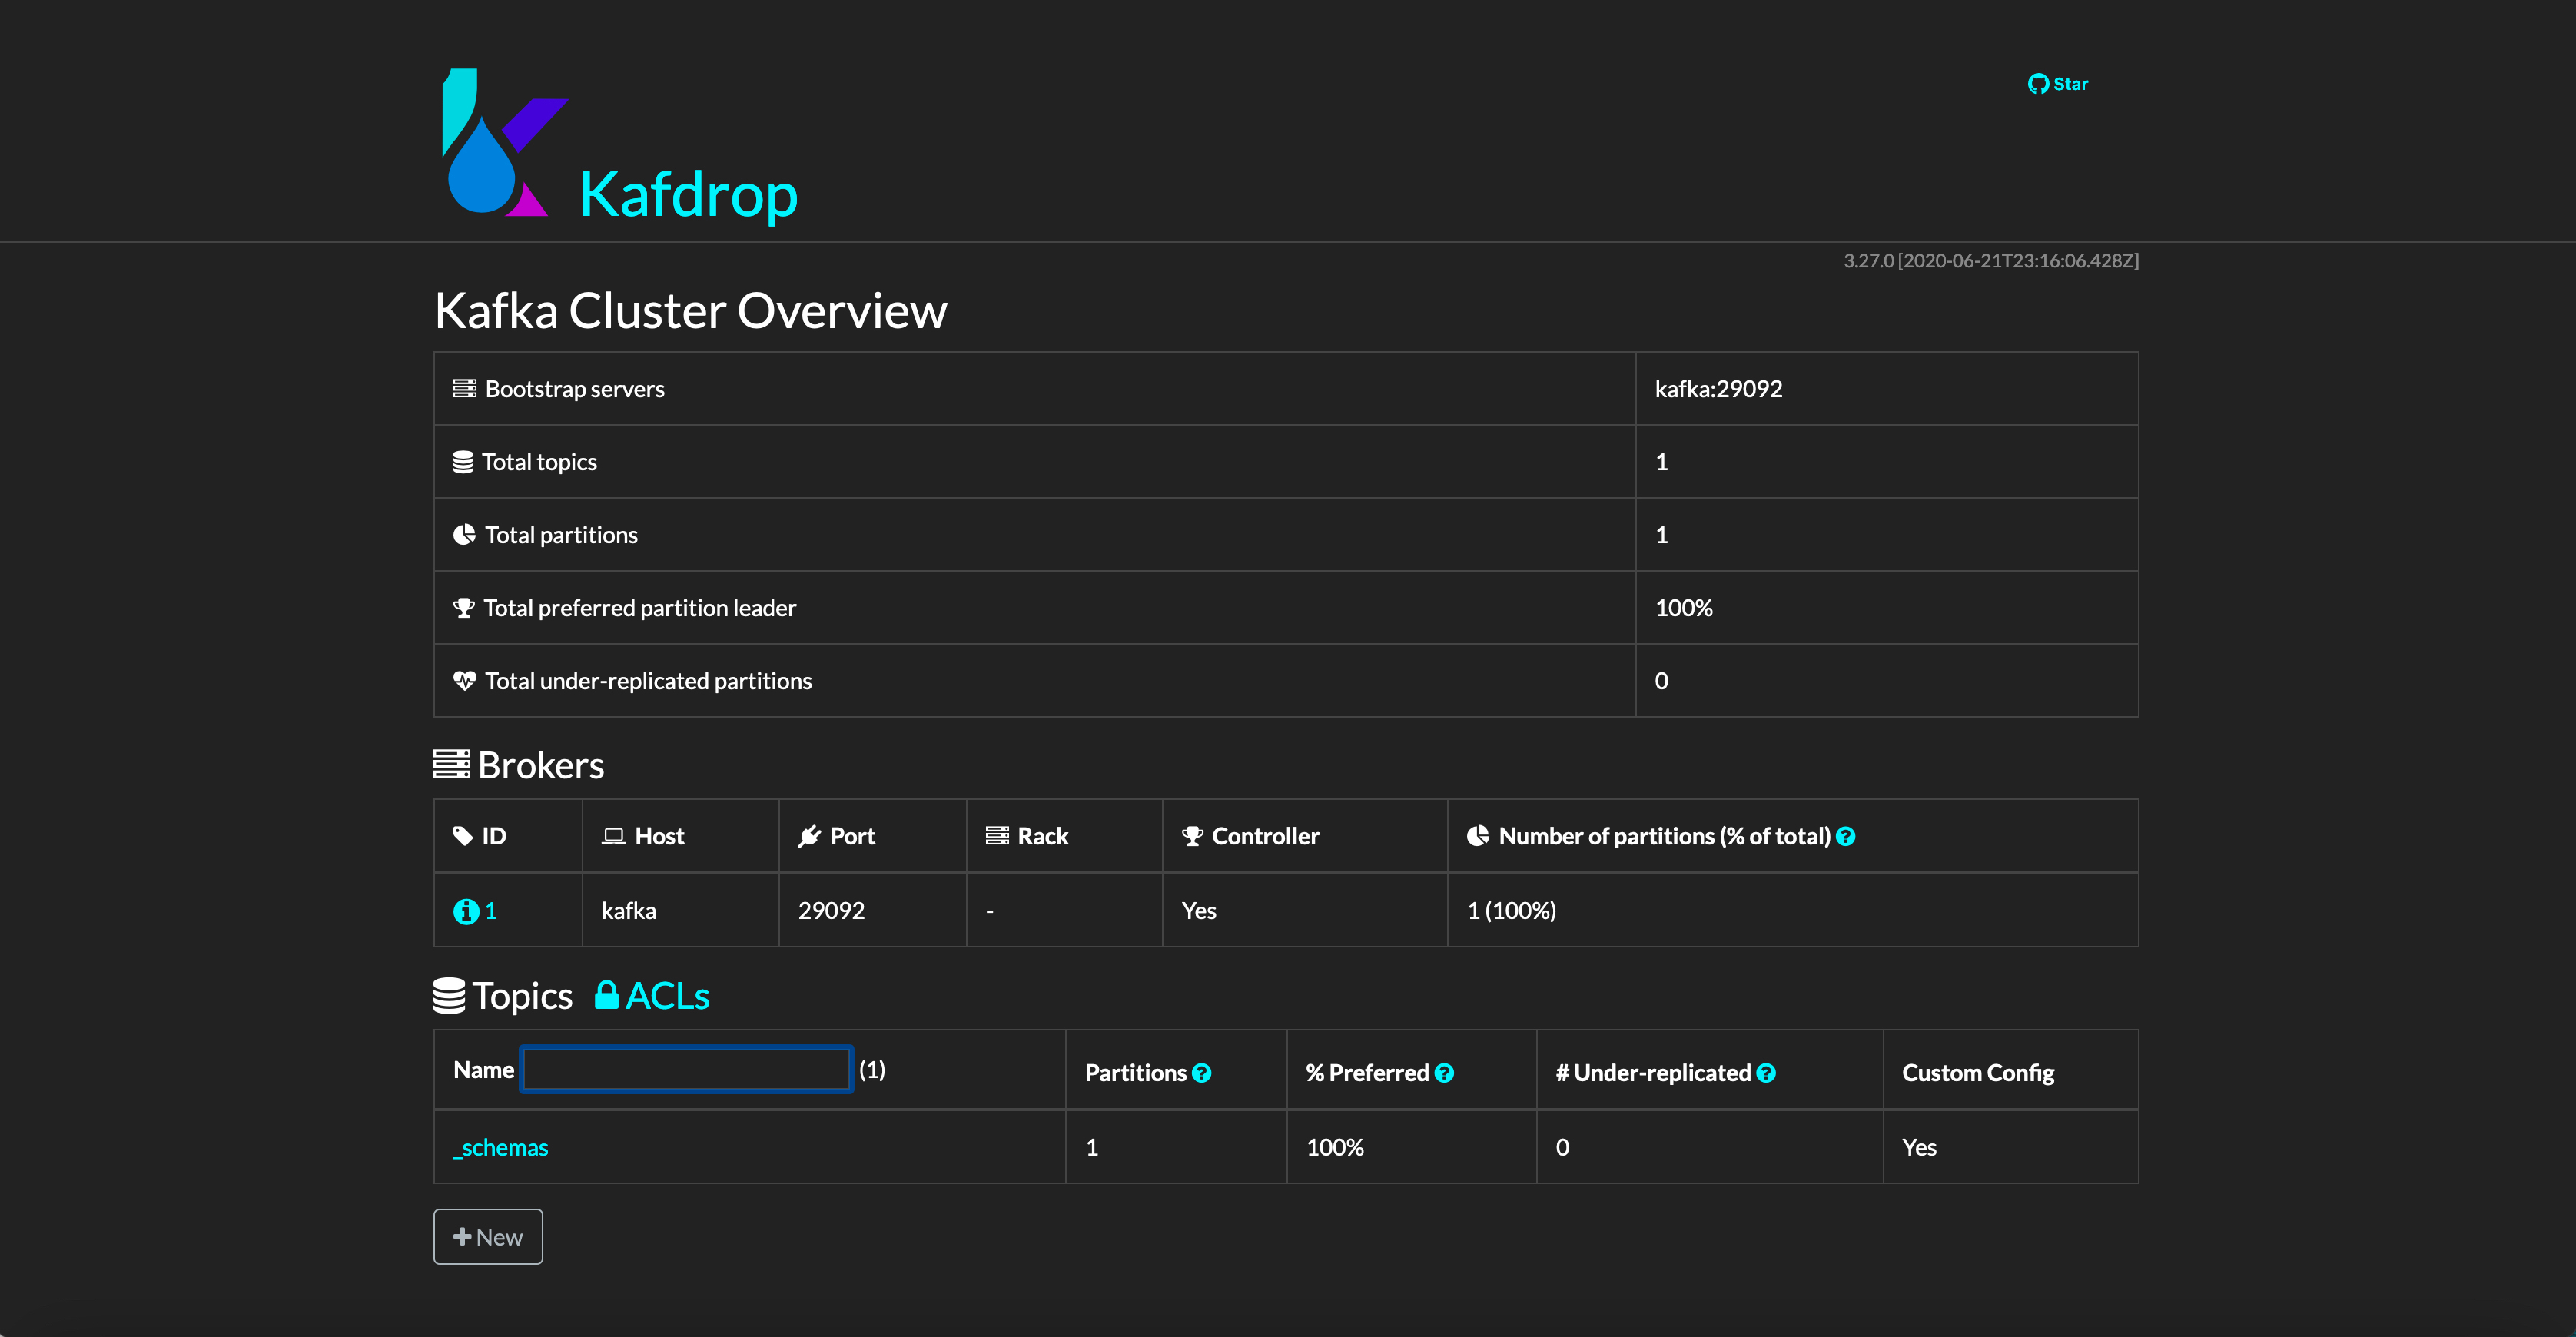 Star
Kafdrop
3.27.0 [2020-06-21T23:16:06.428Z]
Kafka Cluster Overview
Bootstrap servers kafka:29092
Total topics 1
Total partitions 1
Total preferred partition leader 100%
Total under-replicated partitions 0
Brokers
ID Host Port Rack Controller Number of partitions (% of total) ?
1 kafka 29092 - Yes 1 (100%)
Topics ACLs
Name (1) Partitions ? % Preferred ? # Under-replicated ? Custom Config
_schemas 1 100% 0 Yes
+ New